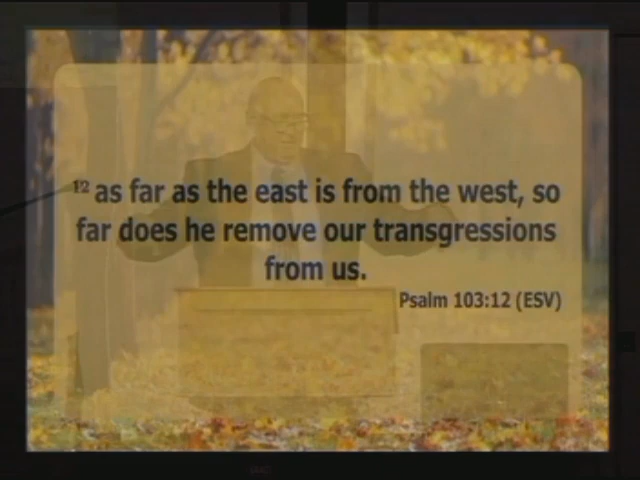 12 as far as the east is from the west, so
far does he remove our transgressions
from us.
Psalm 103:12 (ESV)